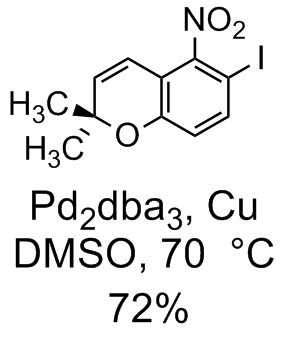 NO₂
I
H₃C
O
H₃C
Pd₂dba₃, Cu
DMSO, 70 °C
72%